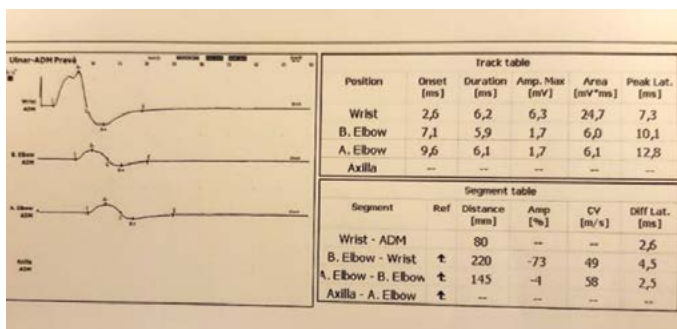 Ulnar-ADM Pravá
Wrist
ADM
B. Elbow
ADM
A. Elbow
ADM
Axilla
ADM
Track table
Position Onset [ms] Duration [ms] Amp. Max [mV] Area [mV*ms] Peak Lat. [ms]
Wrist 2,6 6,2 6,3 24,7 7,3
B. Elbow 7,1 5,9 1,7 6,0 10,1
A. Elbow 9,6 6,1 1,7 6,1 12,8
Axilla -- -- -- -- --
Segment table
Segment Ref Distance [mm] Amp [%] CV [m/s] Diff Lat. [ms]
Wrist - ADM 80 -- -- 2,6
B. Elbow - Wrist ↑ 220 -73 49 4,5
A. Elbow - B. Elbow ↑ 145 -4 58 2,5
Axilla - A. Elbow ↑ -- -- -- --